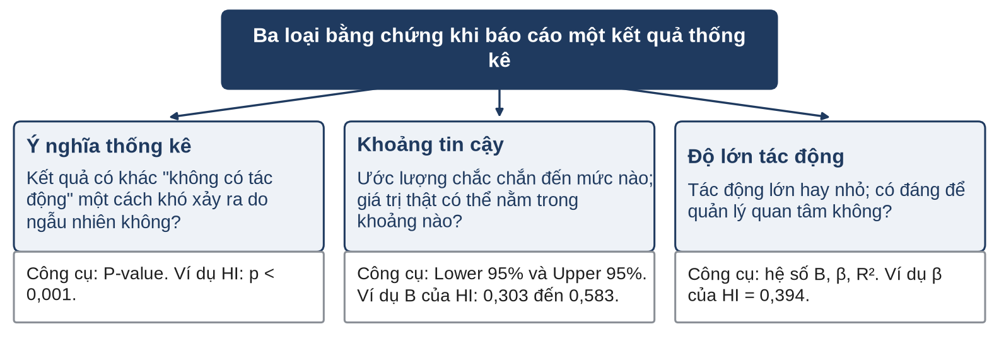 Ba loại bằng chứng khi báo cáo một kết quả thống
kê
Ý nghĩa thống kê
Kết quả có khác "không có tác
động" một cách khó xảy ra do
ngẫu nhiên không?
Công cụ: P-value. Ví dụ HI: p <
0,001.
Khoảng tin cậy
Ước lượng chắc chắn đến mức nào;
giá trị thật có thể nằm trong
khoảng nào?
Công cụ: Lower 95% và Upper 95%.
Ví dụ B của HI: 0,303 đến 0,583.
Độ lớn tác động
Tác động lớn hay nhỏ; có đáng để
quản lý quan tâm không?
Công cụ: hệ số B, β, R². Ví dụ β
của HI = 0,394.